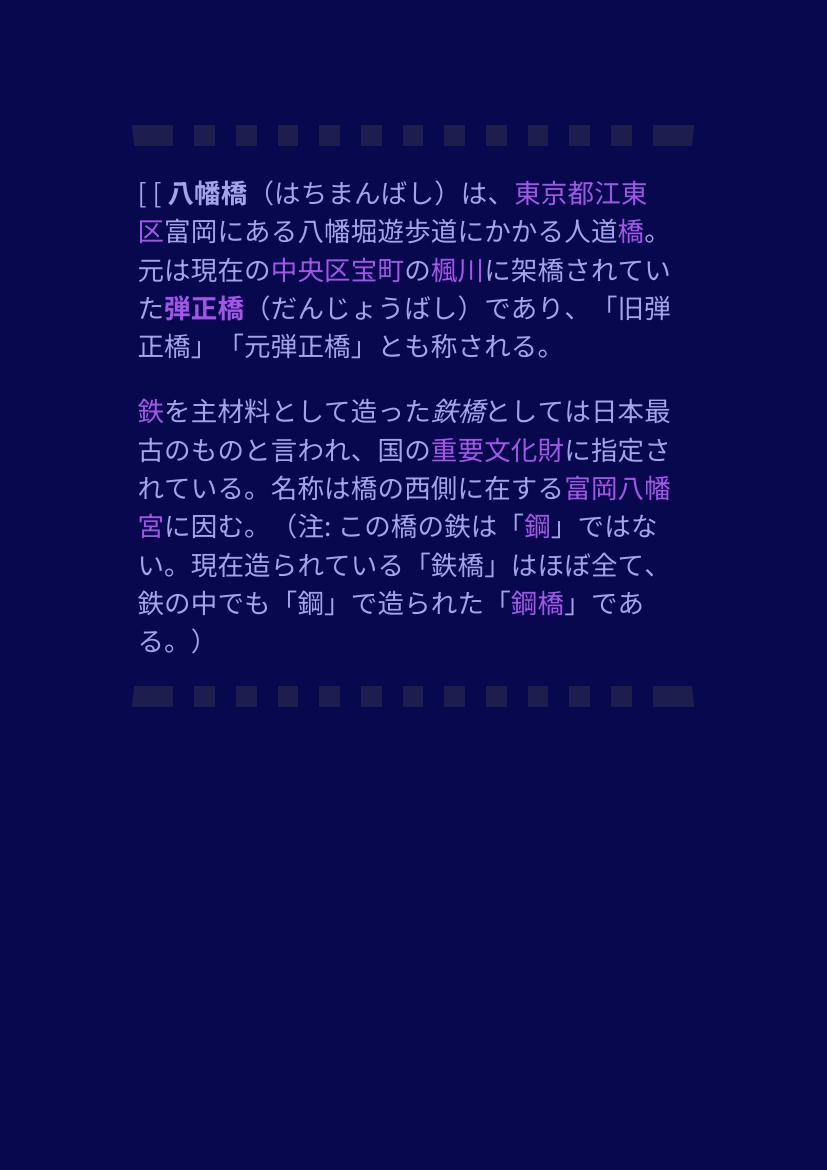 [ [ 八幡橋（はちまんばし）は、東京都江東
区富岡にある八幡堀遊歩道にかかる人道橋。
元は現在の中央区宝町の楓川に架橋されてい
た弾正橋（だんじょうばし）であり、「旧弾
正橋」「元弾正橋」とも称される。
鉄を主材料として造った鉄橋としては日本最
古のものと言われ、国の重要文化財に指定さ
れている。名称は橋の西側に在する富岡八幡
宮に因む。（注: この橋の鉄は「鋼」ではな
い。現在造られている「鉄橋」はほぼ全て、
鉄の中でも「鋼」で造られた「鋼橋」であ
る。）